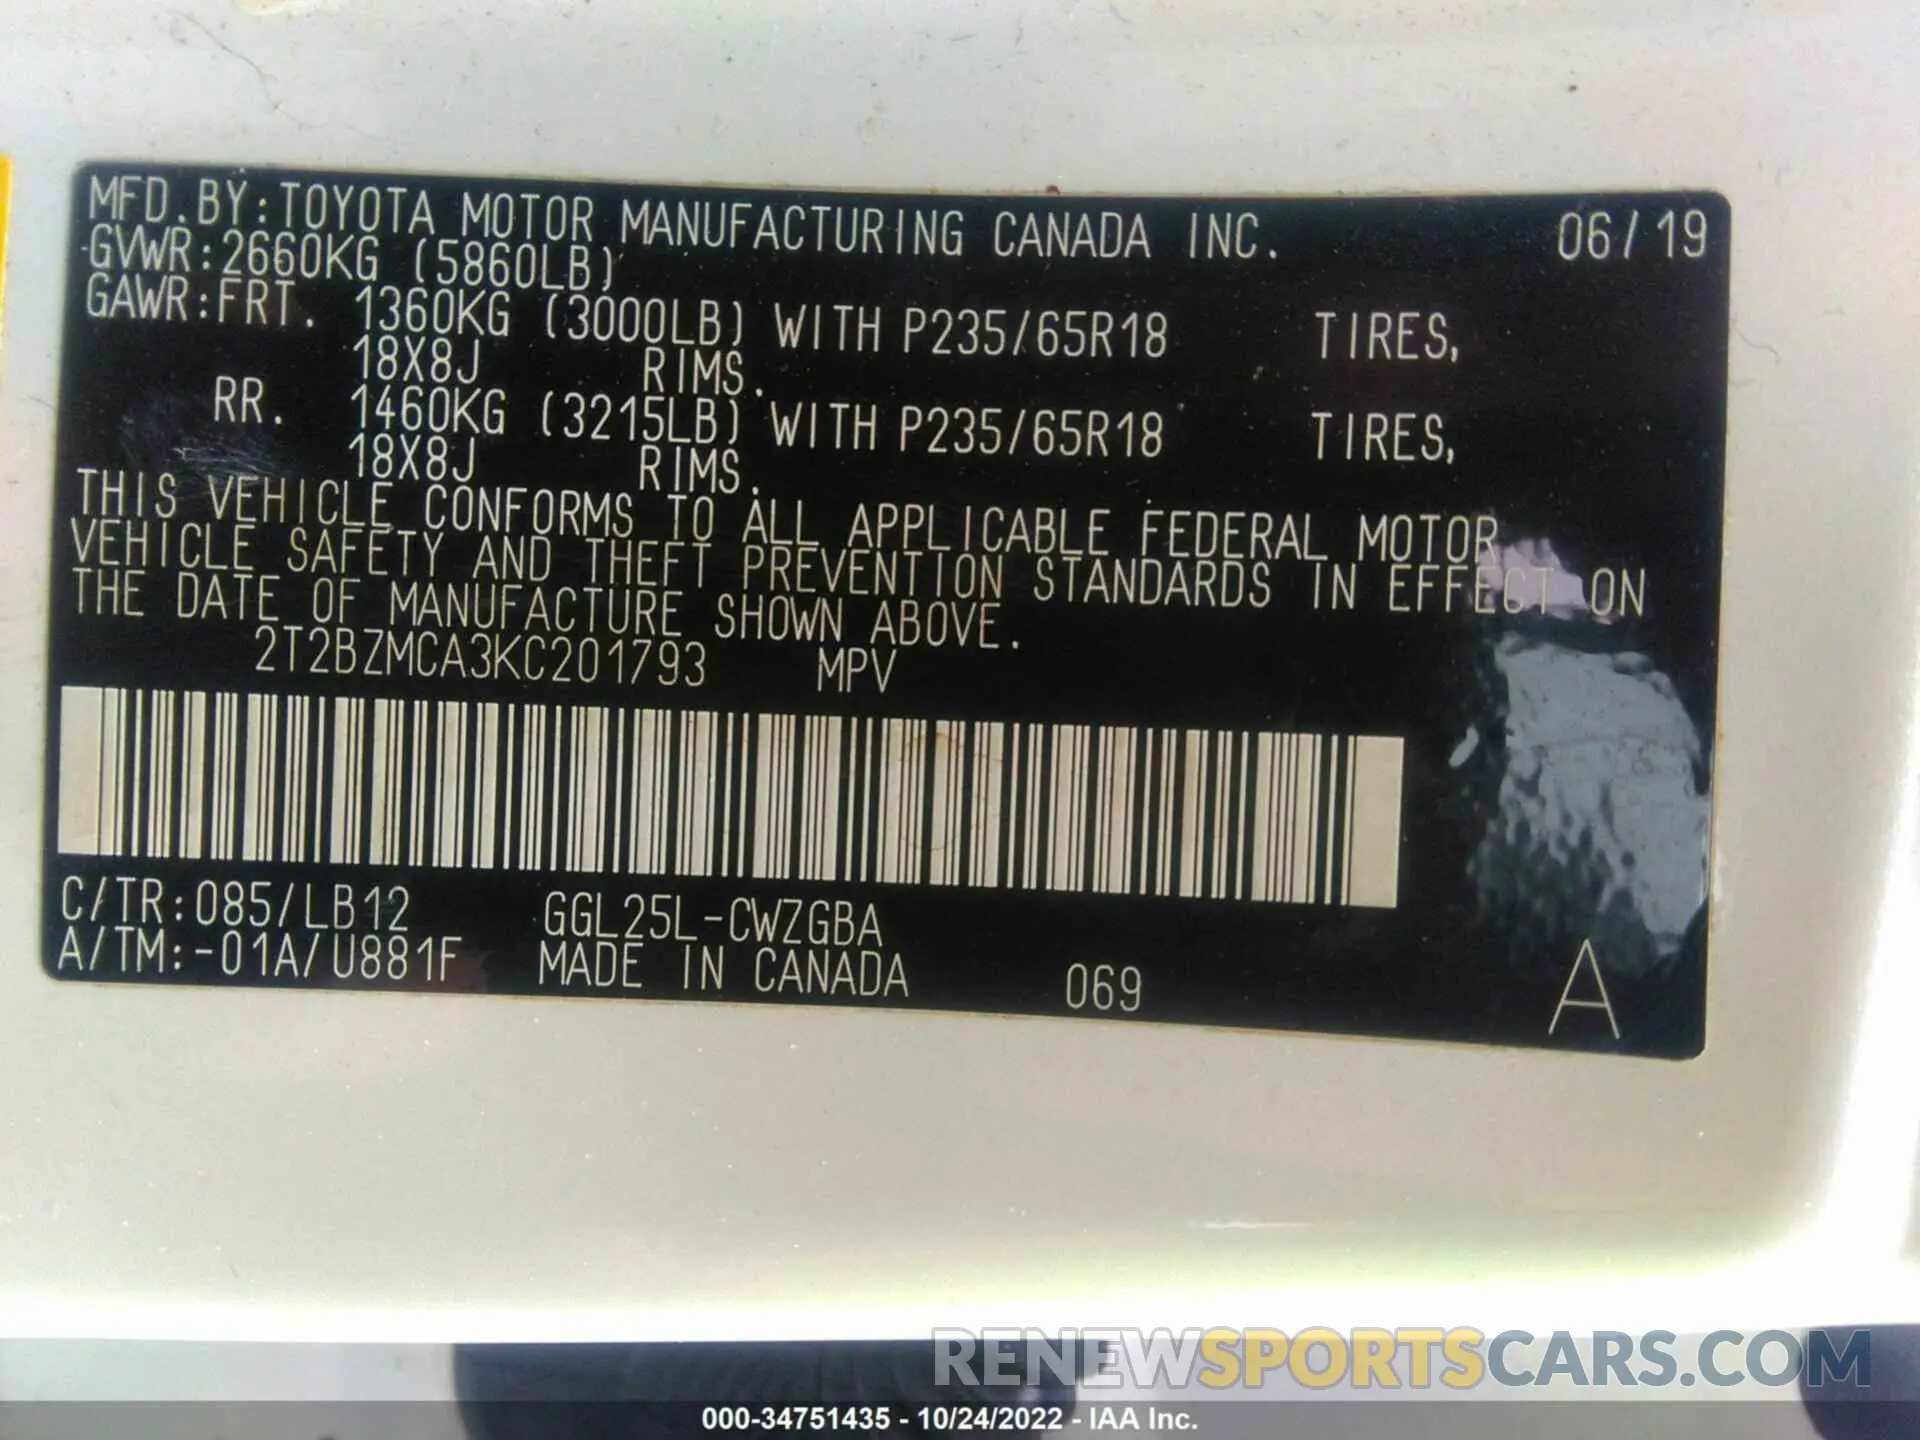 MFD.BY:TOYOTA MOTOR MANUFACTURING CANADA INC. 06/19
GVWR:2660KG (5860LB)
GAWR:FRT. 1360KG (3000LB) WITH P235/65R18 TIRES,
18X8J RIMS.
RR. 1460KG (3215LB) WITH P235/65R18 TIRES,
18X8J RIMS.
THIS VEHICLE CONFORMS TO ALL APPLICABLE FEDERAL MOTOR
VEHICLE SAFETY AND THEFT PREVENTION STANDARDS IN EFFECT ON
THE DATE OF MANUFACTURE SHOWN ABOVE.
2T2BZMCA3KC201793 MPV
C/TR:085/LB12 GGL25L-CWZGBA
A/TM:-01A/U881F MADE IN CANADA 069 A
RENEWSPORTSCARS.COM
000-34751435 - 10/24/2022 - IAA Inc.